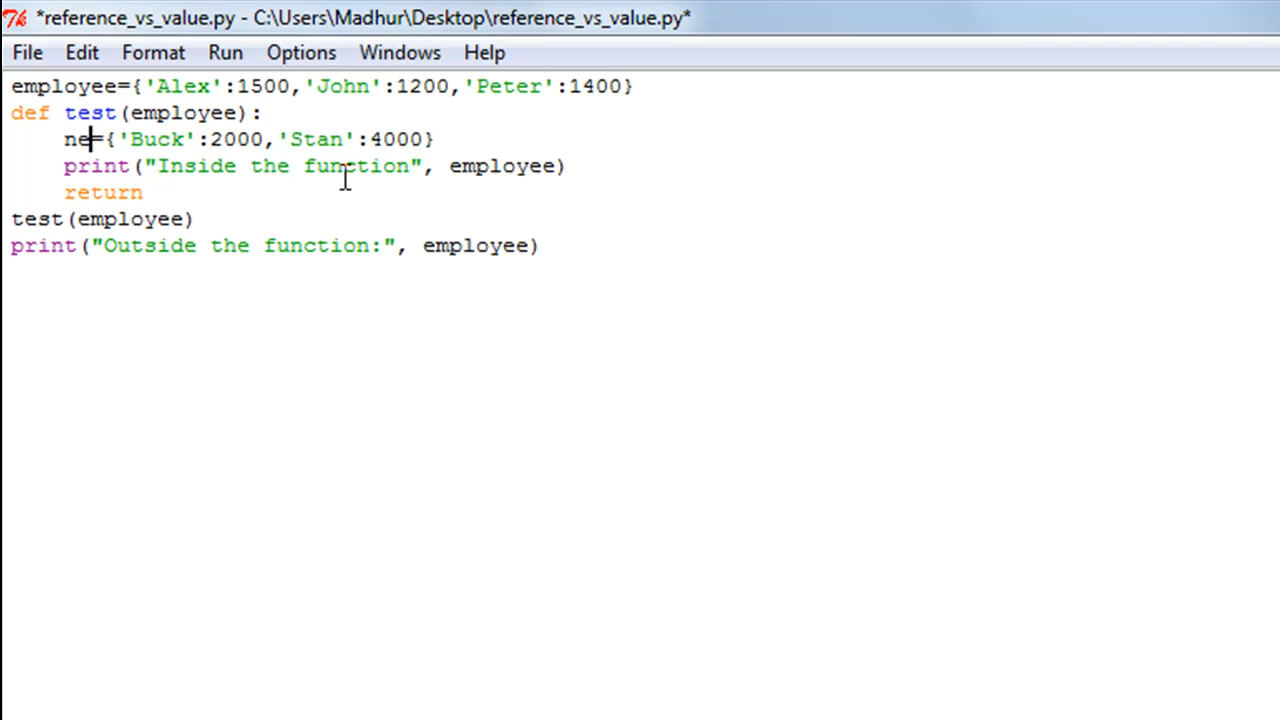 *reference_vs_value.py - C:\Users\Madhur\Desktop\reference_vs_value.py*
File Edit Format Run Options Windows Help
employee={'Alex':1500,'John':1200,'Peter':1400}
def test(employee):
    ne={'Buck':2000,'Stan':4000}
    print("Inside the function", employee)
    return
test(employee)
print("Outside the function:", employee)